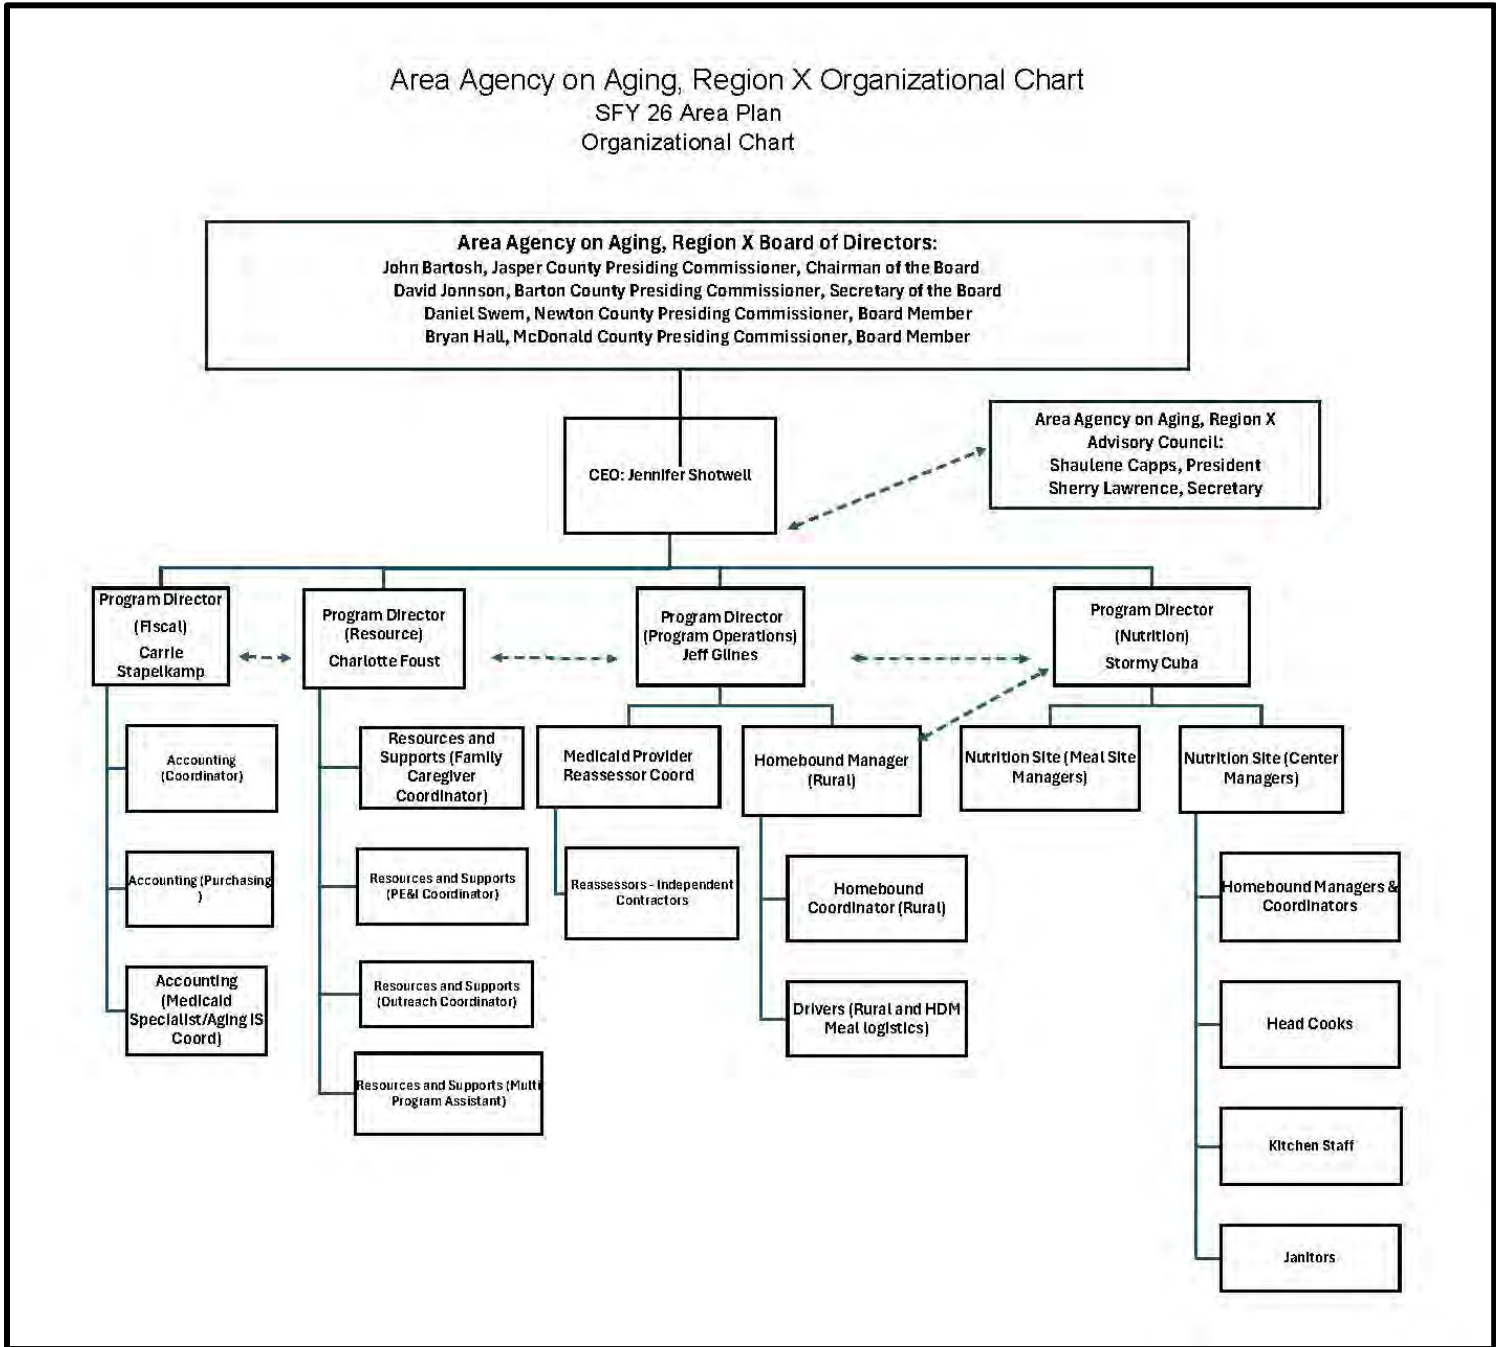 Area Agency on Aging, Region X Organizational Chart
SFY 26 Area Plan
Organizational Chart
Area Agency on Aging, Region X Board of Directors:
John Bartosh, Jasper County Presiding Commissioner, Chairman of the Board
David Jonnson, Barton County Presiding Commissioner, Secretary of the Board
Daniel Swem, Newton County Presiding Commissioner, Board Member
Bryan Hall, McDonald County Presiding Commissioner, Board Member
CEO: Jennifer Shotwell
Area Agency on Aging, Region X
Advisory Council:
Shaulene Capps, President
Sherry Lawrence, Secretary
Program Director
(Fiscal)
Carrie
Stapelkamp
Program Director
(Resource)
Charlotte Foust
Program Director
(Program Operations)
Jeff Glines
Program Director
(Nutrition)
Stormy Cuba
Accounting
(Coordinator)
Accounting (Purchasing
)
Accounting
(Medicaid
Specialist/Aging IS
Coord)
Resources and
Supports (Family
Caregiver
Coordinator)
Resources and Supports
(PE&I Coordinator)
Resources and Supports
(Outreach Coordinator)
Resources and Supports (Multi
Program Assistant)
Medicaid Provider
Reassessor Coord
Reassessors - Independent
Contractors
Homebound Manager
(Rural)
Homebound
Coordinator (Rural)
Drivers (Rural and HDM
Meal logistics)
Nutrition Site (Meal Site
Managers)
Nutrition Site (Center
Managers)
Homebound Managers &
Coordinators
Head Cooks
Kitchen Staff
Janitors